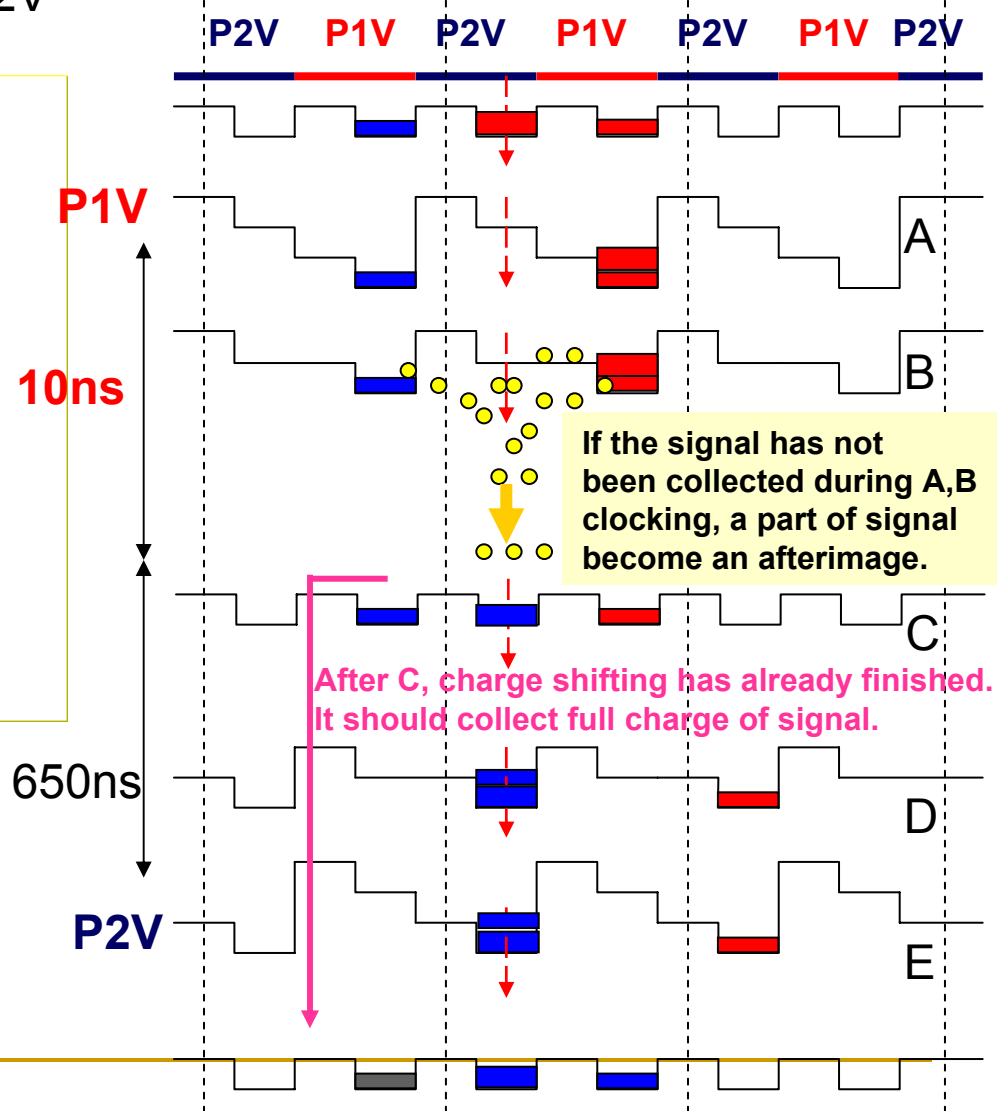 2V
P2V P1V P2V P1V P2V P1V P2V
P1V
A
10ns
B
If the signal has not
been collected during A,B
clocking, a part of signal
become an afterimage.
C
After C, charge shifting has already finished.
It should collect full charge of signal.
650ns
D
P2V
E